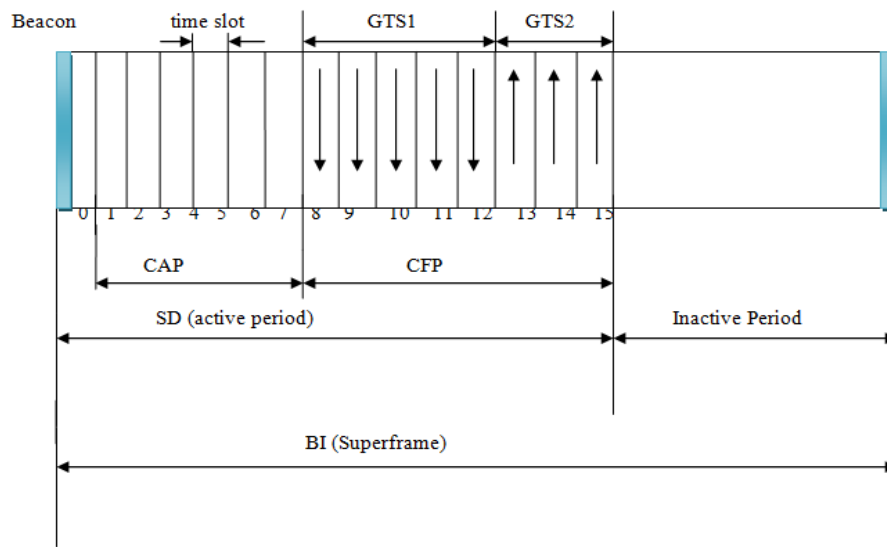 Beacon time slot GTS1 GTS2
0 1 2 3 4 5 6 7 8 9 10 11 12 13 14 15
CAP CFP
SD (active period) Inactive Period
BI (Superframe)